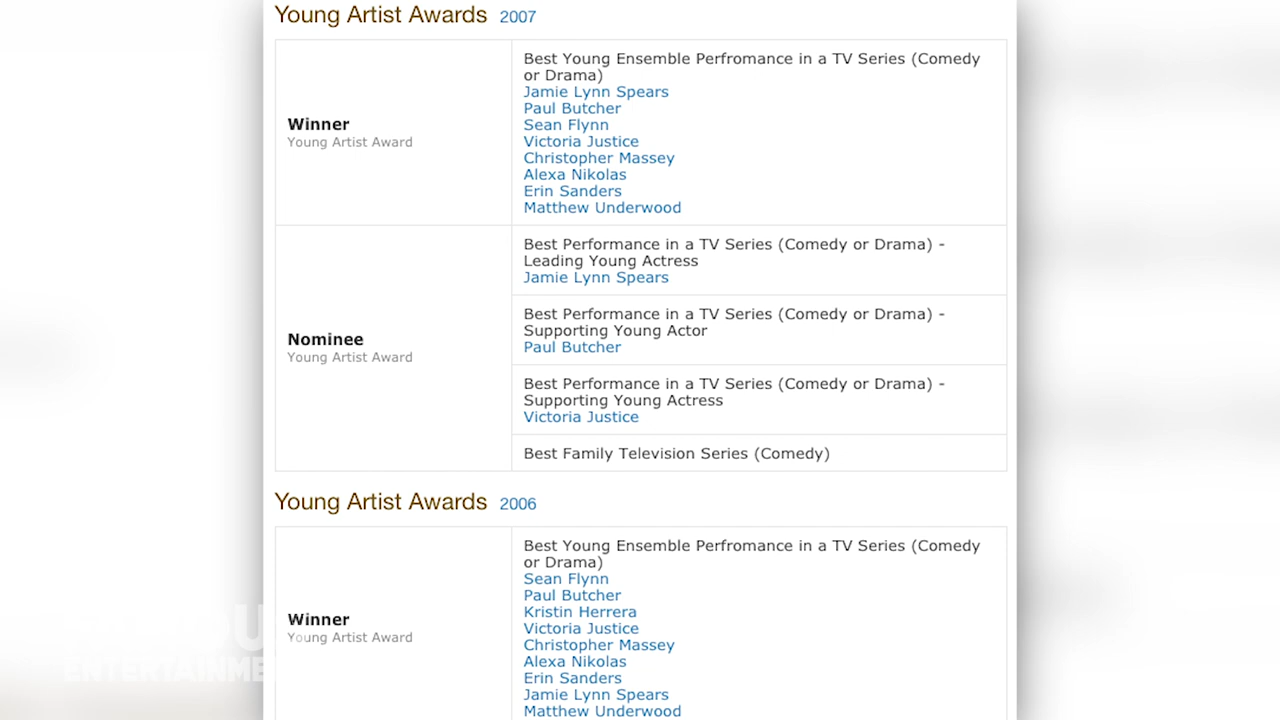 Young Artist Awards 2007
Best Young Ensemble Perfromance in a TV Series (Comedy
or Drama)
Jamie Lynn Spears
Paul Butcher
Sean Flynn
Victoria Justice
Christopher Massey
Alexa Nikolas
Erin Sanders
Matthew Underwood
Winner
Young Artist Award
Best Performance in a TV Series (Comedy or Drama) -
Leading Young Actress
Jamie Lynn Spears
Best Performance in a TV Series (Comedy or Drama) -
Supporting Young Actor
Paul Butcher
Best Performance in a TV Series (Comedy or Drama) -
Supporting Young Actress
Victoria Justice
Best Family Television Series (Comedy)
Nominee
Young Artist Award
Young Artist Awards 2006
Best Young Ensemble Perfromance in a TV Series (Comedy
or Drama)
Sean Flynn
Paul Butcher
Kristin Herrera
Victoria Justice
Christopher Massey
Alexa Nikolas
Erin Sanders
Jamie Lynn Spears
Matthew Underwood
Winner
Young Artist Award